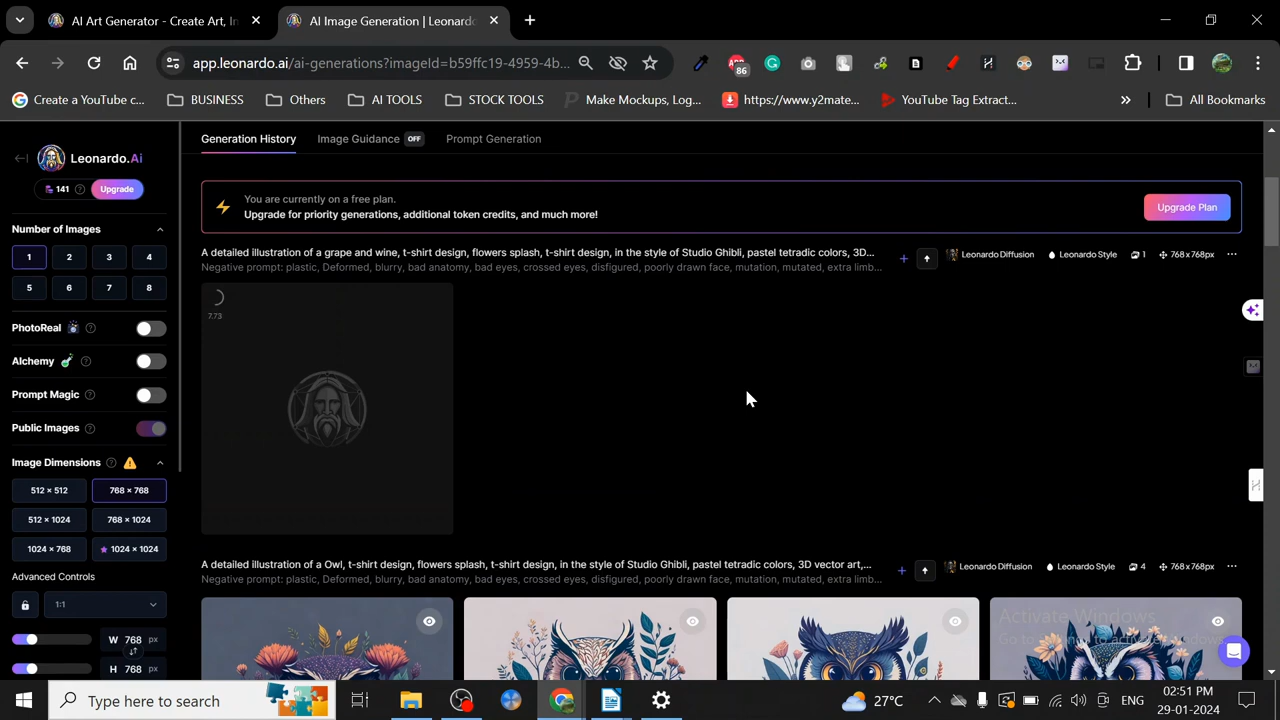 AI Art Generator - Create Art, In
AI Image Generation | Leonardo
app.leonardo.ai/ai-generations?imageId=b59ffc19-4959-4b...
86
Create a YouTube c...
BUSINESS
Others
AI TOOLS
STOCK TOOLS
Make Mockups, Log...
https://www.y2mate...
YouTube Tag Extract...
All Bookmarks
Leonardo.Ai
141
Upgrade
Number of Images
1 2 3 4
5 6 7 8
PhotoReal
Alchemy
Prompt Magic
Public Images
Image Dimensions
512 × 512 768 × 768
512 × 1024 768 × 1024
1024 × 768 1024 × 1024
Advanced Controls
1:1
W 768 px
H 768 px
Generation History Image Guidance OFF Prompt Generation
You are currently on a free plan.
Upgrade for priority generations, additional token credits, and much more!
Upgrade Plan
A detailed illustration of a grape and wine, t-shirt design, flowers splash, t-shirt design, in the style of Studio Ghibli, pastel tetradic colors, 3D...
Negative prompt: plastic, Deformed, blurry, bad anatomy, bad eyes, crossed eyes, disfigured, poorly drawn face, mutation, mutated, extra limb...
Leonardo Diffusion Leonardo Style 1 768 x 768px
7.73
A detailed illustration of a Owl, t-shirt design, flowers splash, t-shirt design, in the style of Studio Ghibli, pastel tetradic colors, 3D vector art,...
Negative prompt: plastic, Deformed, blurry, bad anatomy, bad eyes, crossed eyes, disfigured, poorly drawn face, mutation, mutated, extra limb...
Leonardo Diffusion Leonardo Style 4 768 x 768px
Activate Windows
Go to
to activate Windows.
Type here to search
27°C
ENG
02:51 PM
29-01-2024